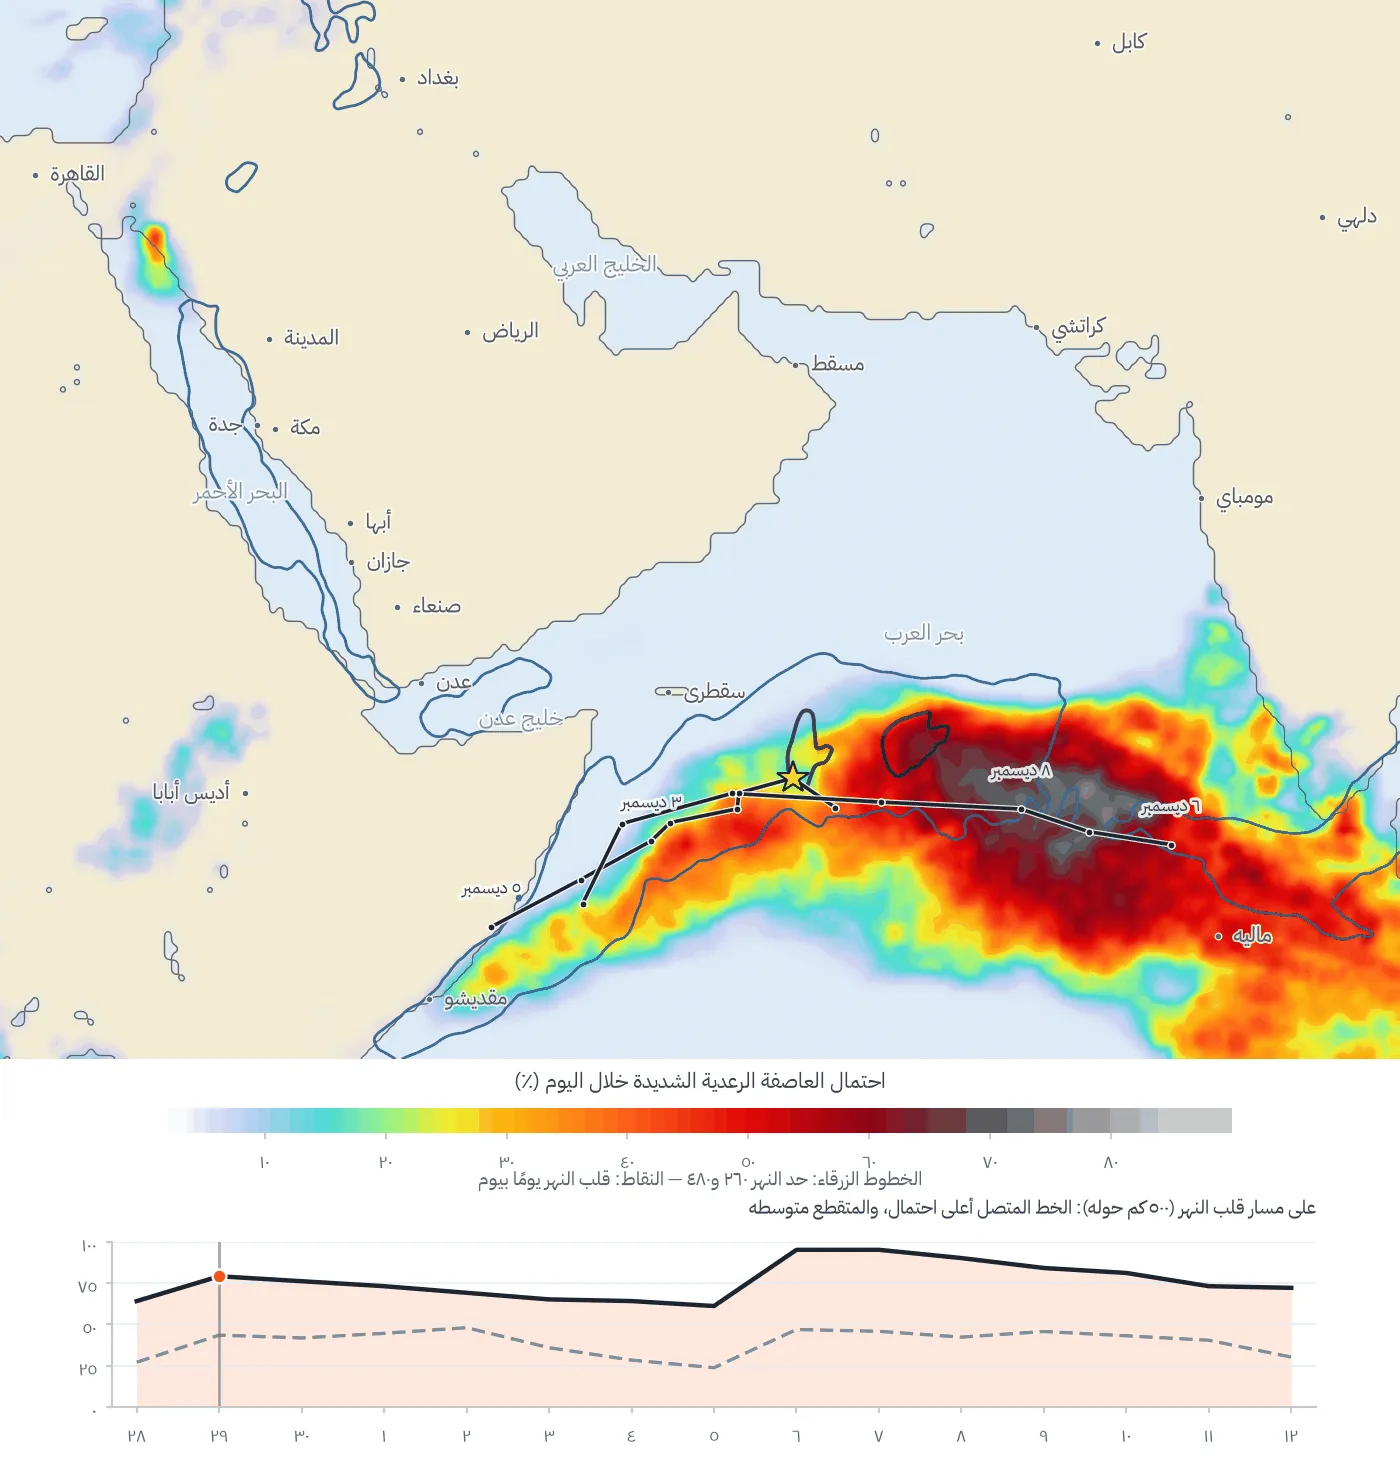 كابل
بغداد
القاهرة
دلهي
الخليج العربي
كراتشي
الرياض
المدينة
مسقط
جدة
مكة
البحر الأحمر
مومباي
أبها
جازان
صنعاء
بحر العرب
عدن
سقطرى
خليج عدن
٨ ديسمبر
أديس أبابا
٣ ديسمبر
٦ ديسمبر
٥ ديسمبر
ماليه
مقديشو
احتمال العاصفة الرعدية الشديدة خلال اليوم (٪)
١٠ ٢٠ ٣٠ ٤٠ ٥٠ ٦٠ ٧٠ ٨٠
الخطوط الزرقاء: حد النهر ٢٦٠ و٤٨٠ — النقاط: قلب النهر يومًا بيوم
على مسار قلب النهر (٥٠٠ كم حوله): الخط المتصل أعلى احتمال، والمتقطع متوسطه
١٠٠
٧٥
٥٠
٢٥
٠
٢٨ ٢٩ ٣٠ ١ ٢ ٣ ٤ ٥ ٦ ٧ ٨ ٩ ١٠ ١١ ١٢